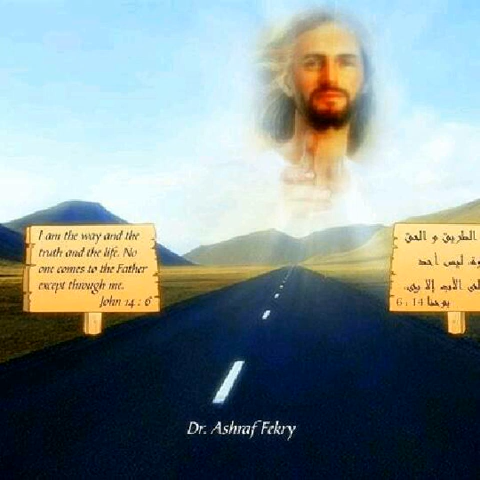 I am the way and the
truth and the life. No
one comes to the Father
except through me.
John 14 : 6
الطريق و الحق
ليس أحد
إلا بي.
يوحنا 14 : 6
Dr. Ashraf Fekry